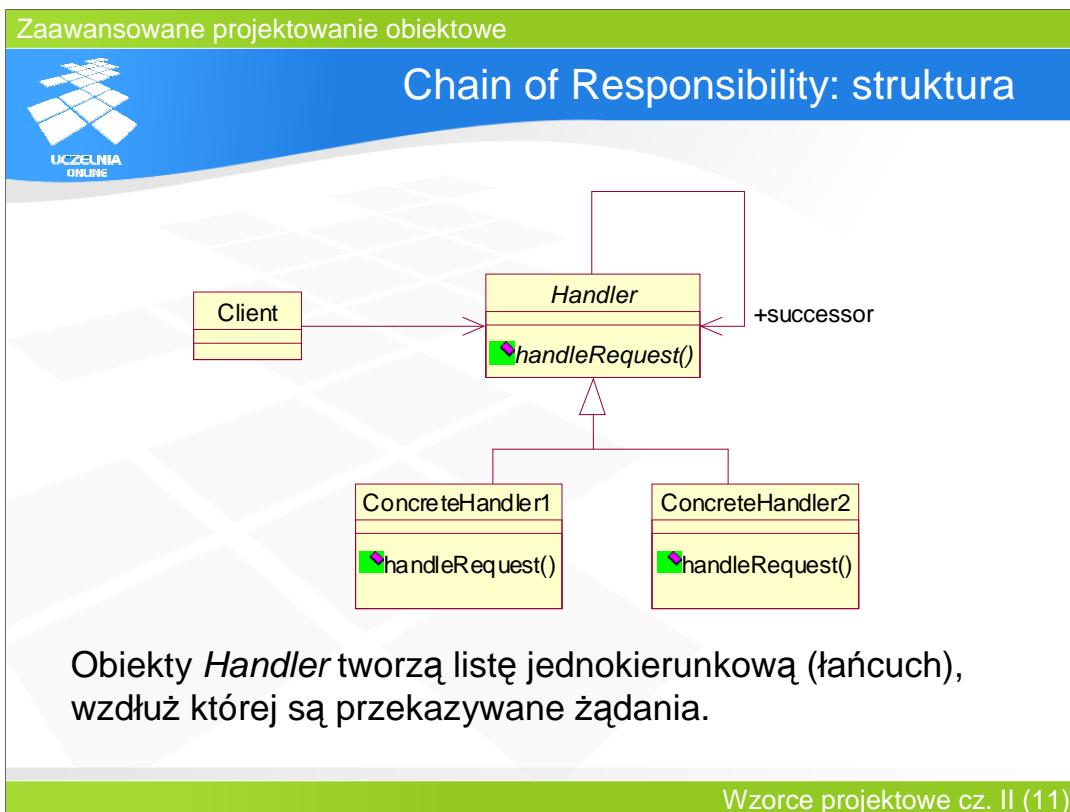 Zaawansowane projektowanie obiektowe
Chain of Responsibility: struktura
UCZELNIA
ONLINE
Handler
Client
+successor
handleRequest()
ConcreteHandler1
ConcreteHandler2
handleRequest()
handleRequest()
Obiekty Handler tworzą listę jednokierunkową (łańcuch),
wzdłuż której są przekazywane żądania.
Wzorce projektowe cz. II (11)